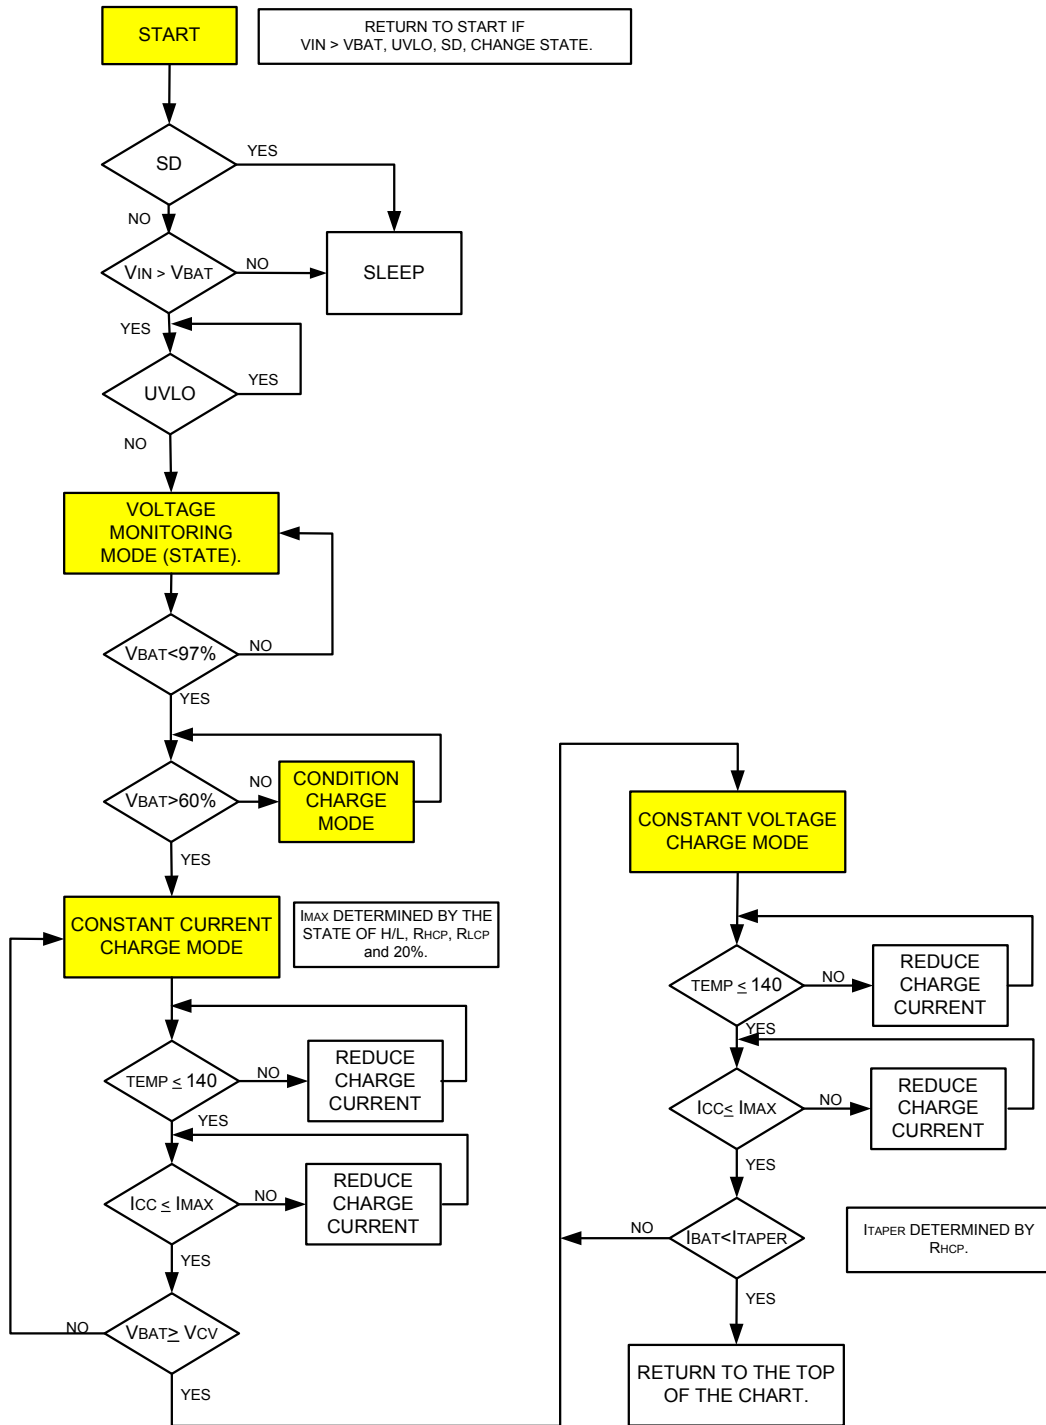 START
RETURN TO START IF
VIN > VBAT, UVLO, SD, CHANGE STATE.
SD
YES
NO
VIN > VBAT
NO
SLEEP
YES
UVLO
YES
NO
VOLTAGE
MONITORING
MODE (STATE).
VBAT<97%
NO
YES
VBAT>60%
NO
CONDITION
CHARGE
MODE
YES
CONSTANT CURRENT
CHARGE MODE
IMAX DETERMINED BY THE
STATE OF H/L, RHCP, RLCP
and 20%.
TEMP ≤ 140
NO
REDUCE
CHARGE
CURRENT
YES
ICC ≤ IMAX
NO
REDUCE
CHARGE
CURRENT
YES
VBAT≥ VCV
NO
YES
CONSTANT VOLTAGE
CHARGE MODE
TEMP ≤ 140
NO
REDUCE
CHARGE
CURRENT
YES
ICC≤ IMAX
NO
REDUCE
CHARGE
CURRENT
YES
IBAT<ITAPER
NO
ITAPER DETERMINED BY
RHCP.
YES
RETURN TO THE TOP
OF THE CHART.